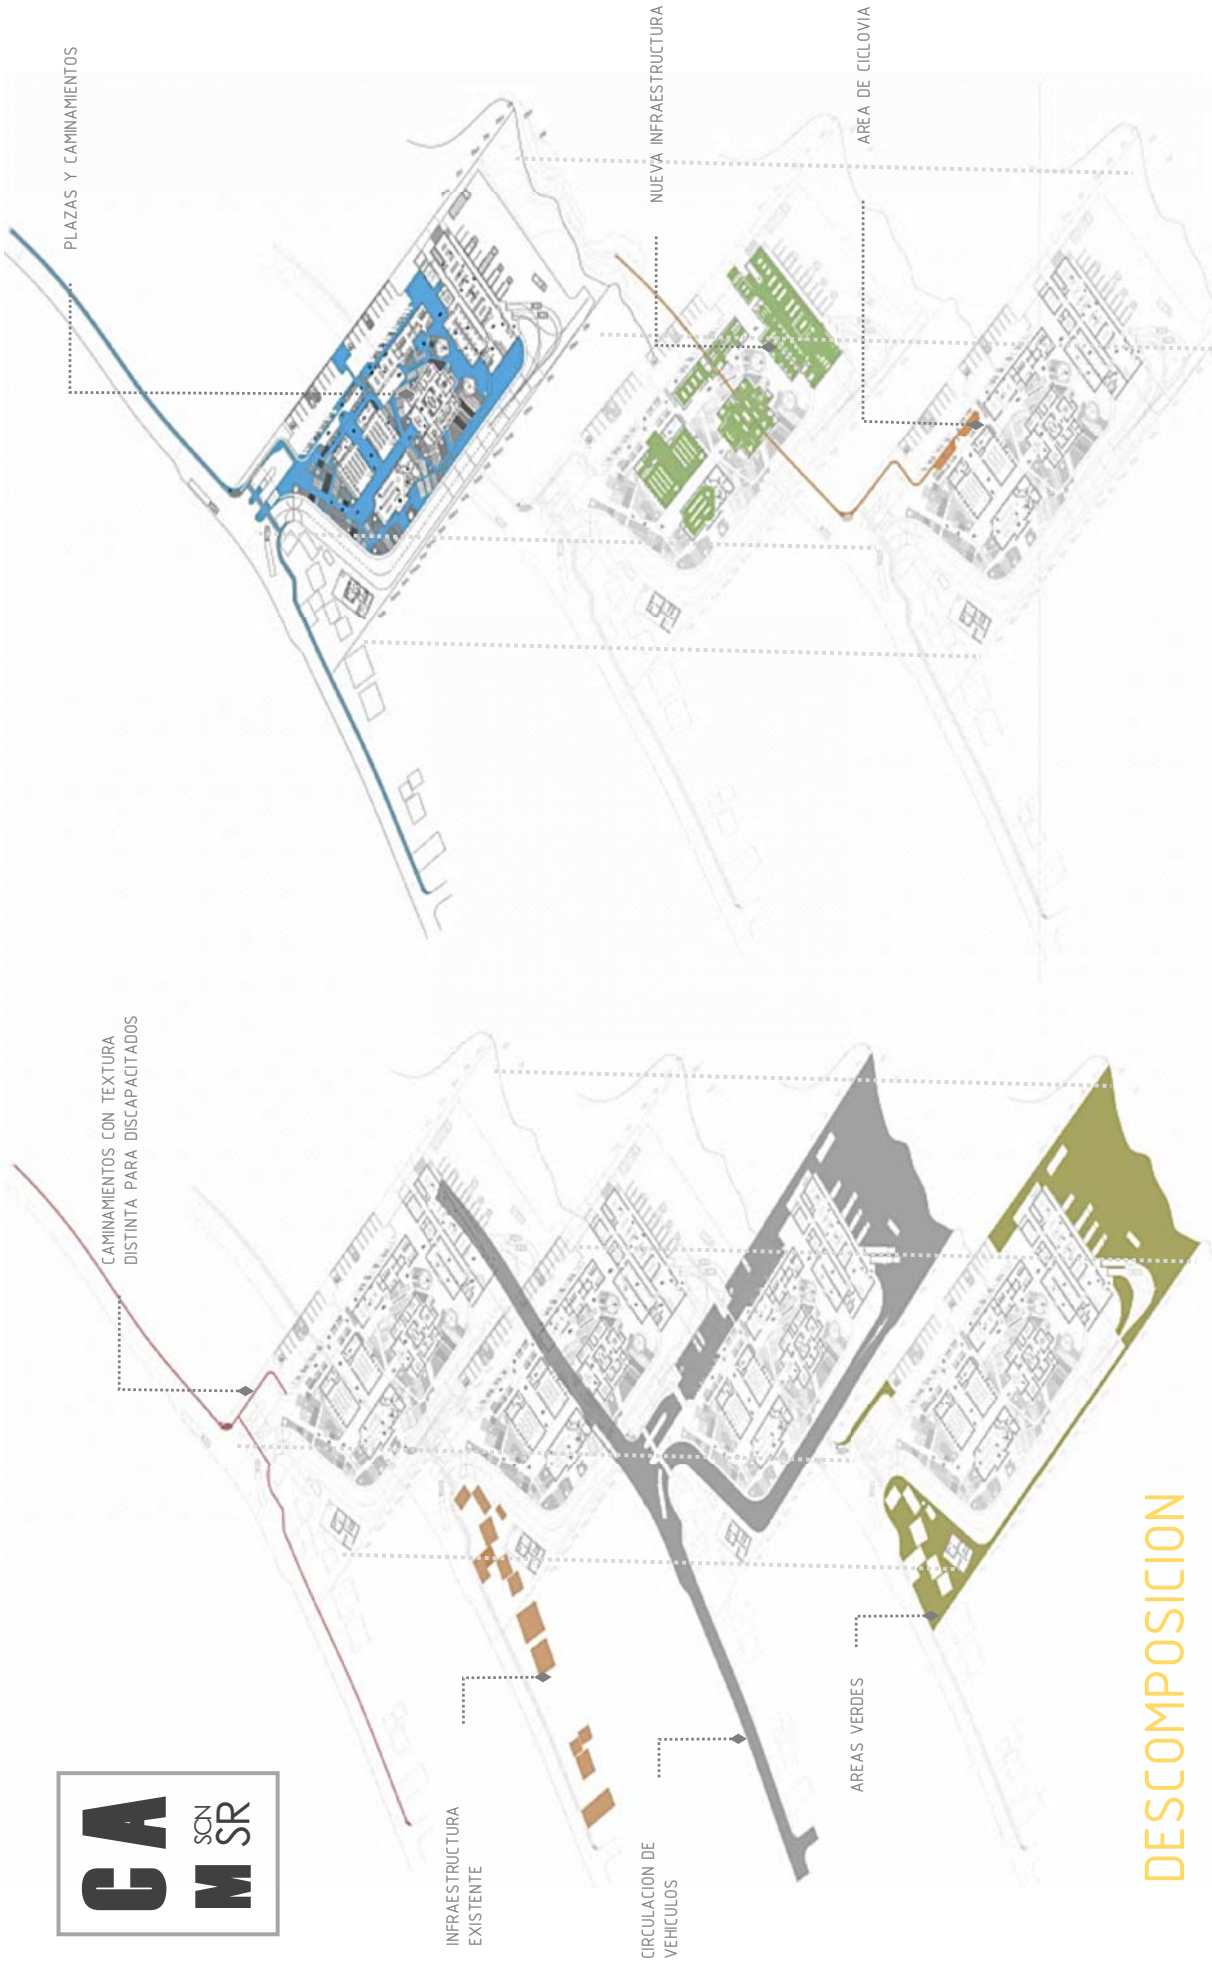 CA
M SCN
SR
CAMINAMIENTOS CON TEXTURA
DISTINTA PARA DISCAPACITADOS
INFRAESTRUCTURA
EXISTENTE
CIRCULACION DE
VEHICULOS
AREAS VERDES
PLAZAS Y CAMINAMIENTOS
NUEVA INFRAESTRUCTURA
AREA DE CICLOVIA
DESCOMPOSICION